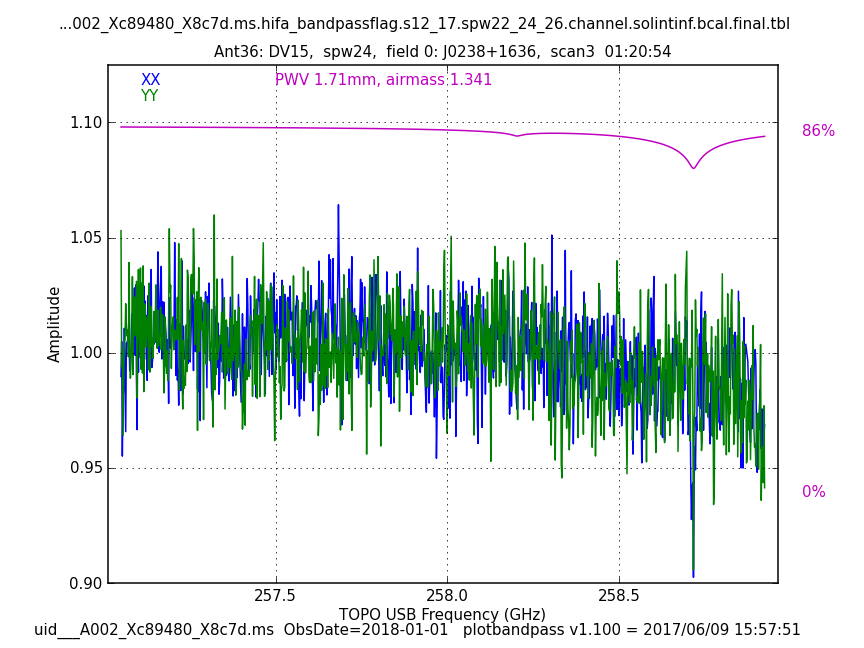 ...002_Xc89480_X8c7d.ms.hifa_bandpassflag.s12_17.spw22_24_26.channel.solintinf.bcal.final.tbl
Ant36: DV15,  spw24,  field 0: J0238+1636,  scan3  01:20:54
XX
PWV 1.71mm, airmass 1.341
YY
1.10
86%
1.05
Amplitude
1.00
0.95
0%
0.90
257.5
258.0
258.5
TOPO USB Frequency (GHz)
uid___A002_Xc89480_X8c7d.ms  ObsDate=2018-01-01   plotbandpass v1.100 = 2017/06/09 15:57:51